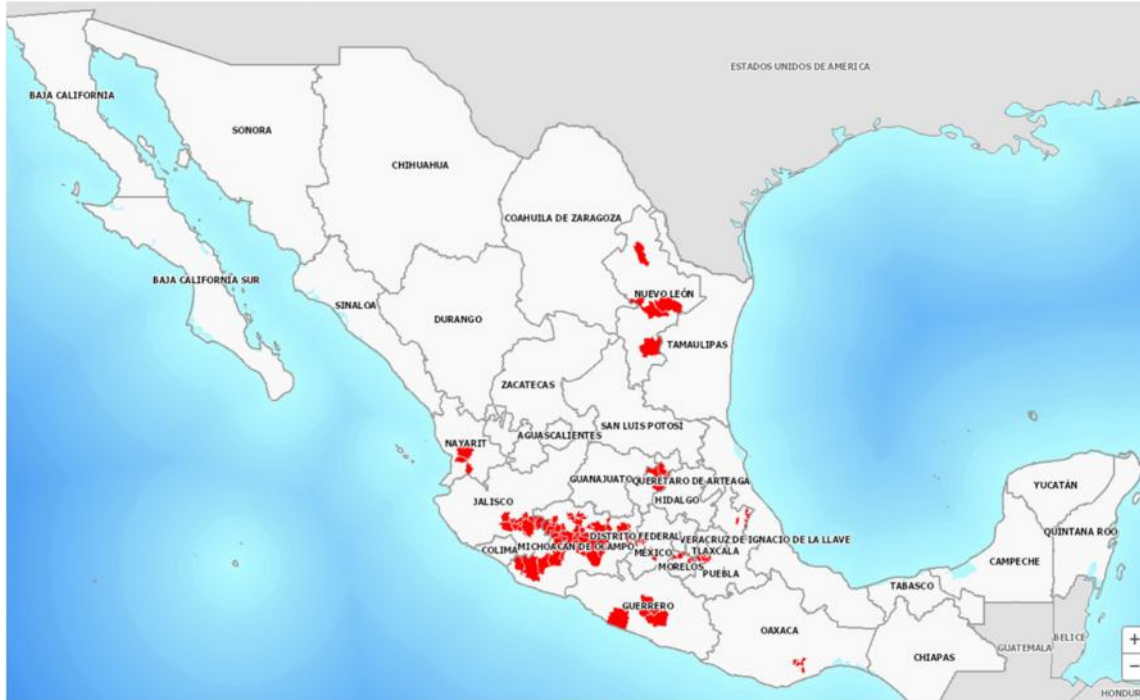 ESTADOS UNIDOS DE AMÉRICA
BAJA CALIFORNIA
SONORA
CHIHUAHUA
COAHUILA DE ZARAGOZA
BAJA CALIFORNIA SUR
SINALOA
NUEVO LEÓN
DURANGO
TAMAULIPAS
ZACATECAS
SAN LUIS POTOSÍ
AGUASCALIENTES
NAYARIT
GUANAJUATO
QUERÉTARO DE ARTEAGA
YUCATÁN
JALISCO
HIDALGO
QUINTANA ROO
DISTRITO FEDERAL
VERACRUZ DE IGNACIO DE LA LLAVE
COLIMA
MICHOACÁN DE OCAMPO
MÉXICO
TLAXCALA
CAMPECHE
MORELOS
PUEBLA
TABASCO
GUERRERO
OAXACA
BELICE
+
GUATEMALA
CHIAPAS
−
HONDUR